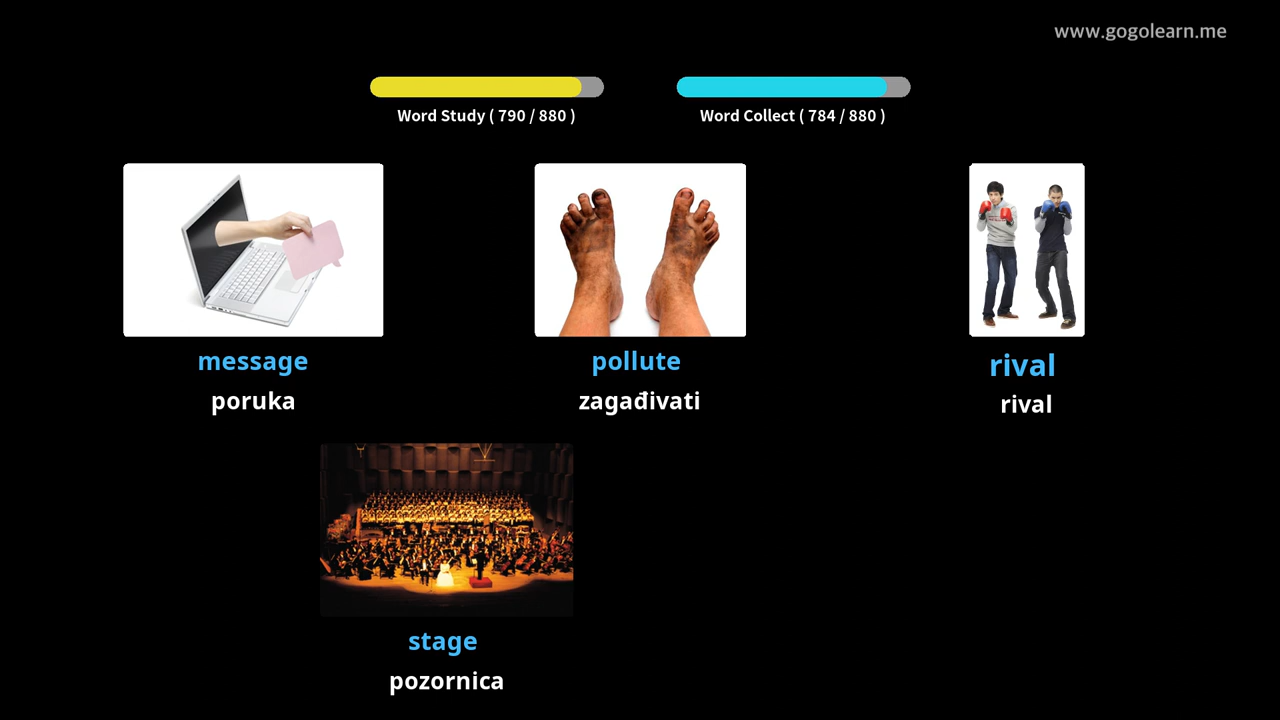 www.gogolearn.me
Word Study ( 790 / 880 )
Word Collect ( 784 / 880 )
message
poruka
pollute
zagađivati
rival
rival
stage
pozornica